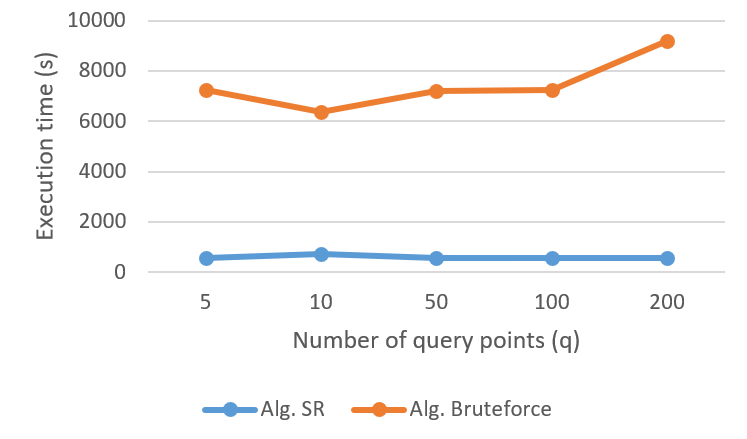 10000
8000
6000
4000
2000
0
Execution time (s)
5 10 50 100 200
Number of query points (q)
Alg. SR Alg. Bruteforce